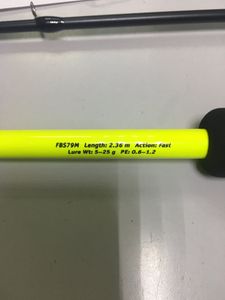 FBS79M Length: 2.36 m Action: Fast
Lure Wt: 5-25 g PE: 0.6-1.2